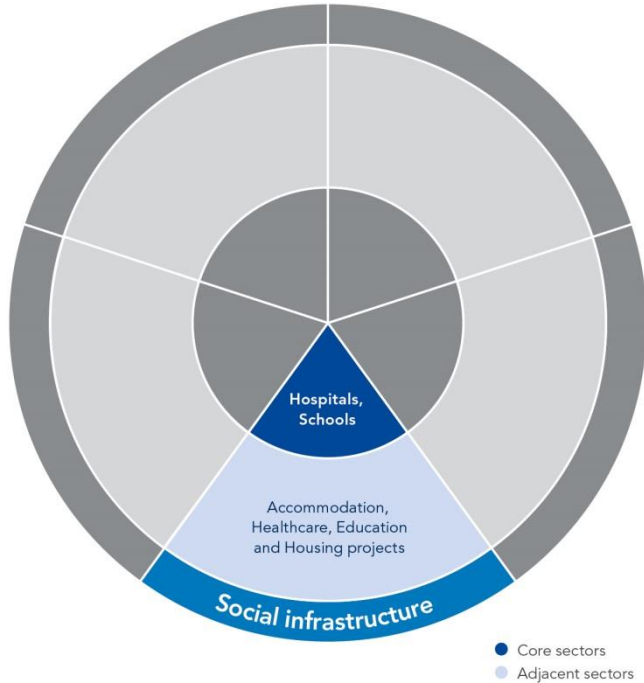 Hospitals,
Schools
Accommodation,
Healthcare, Education
and Housing projects
Social infrastructure
Core sectors
Adjacent sectors